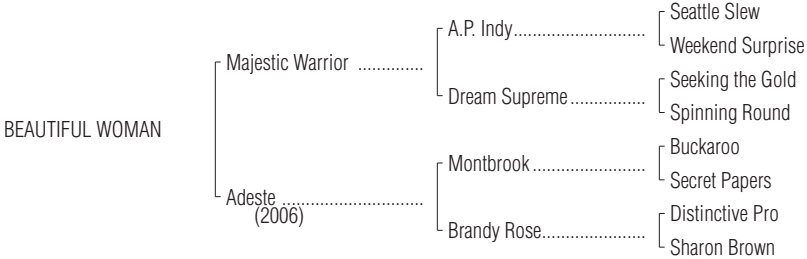 Seattle Slew
A.P. Indy..............................
Weekend Surprise
Majestic Warrior ..............
Seeking the Gold
Dream Supreme...................
Spinning Round
BEAUTIFUL WOMAN
Buckaroo
Montbrook ...........................
Secret Papers
Adeste .................................
(2006)
Distinctive Pro
Brandy Rose.........................
Sharon Brown